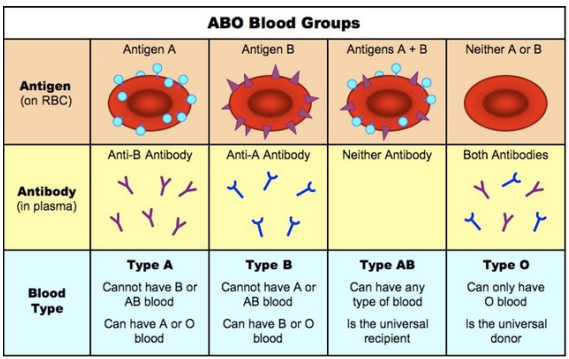 ABO Blood Groups
Antigen
(on RBC)
Antigen A
Antigen B
Antigens A + B
Neither A or B
Antibody
(in plasma)
Anti-B Antibody
Anti-A Antibody
Neither Antibody
Both Antibodies
Blood
Type
Type A
Cannot have B or
AB blood
Can have A or O
blood
Type B
Cannot have A or
AB blood
Can have B or O
blood
Type AB
Can have any
type of blood
Is the universal
recipient
Type O
Can only have
O blood
Is the universal
donor